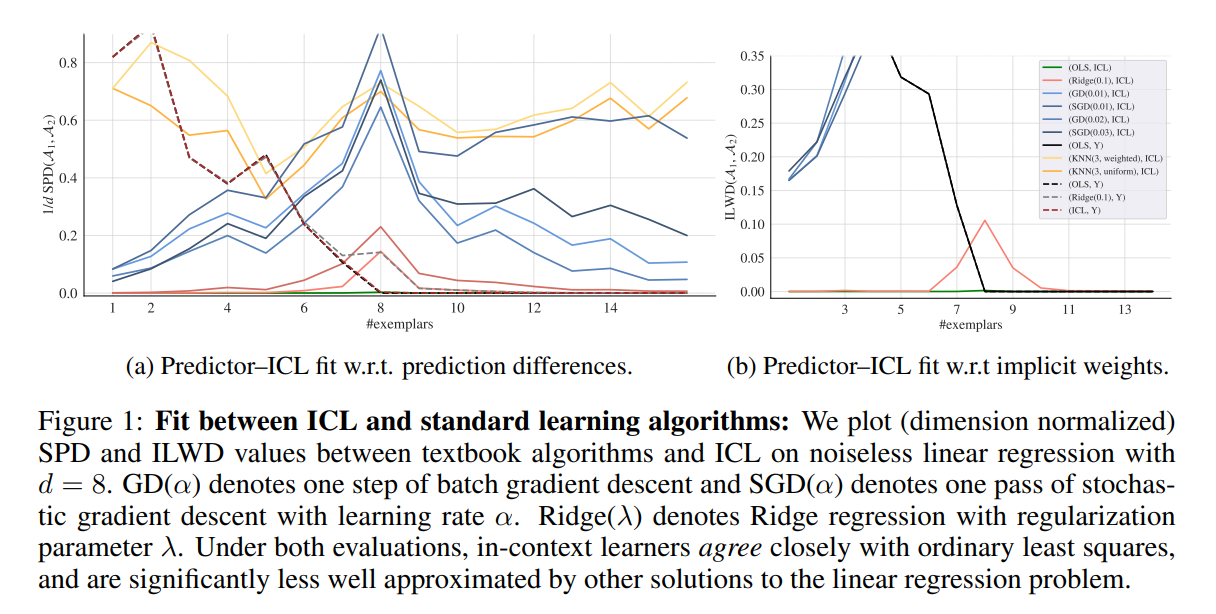 0.8
0.6
0.4
0.2
0.0
1/d SPD(𝒜₁, 𝒜₂)
1 2 4 6 8 10 12 14
#exemplars
0.35
0.30
0.25
0.20
0.15
0.10
0.05
0.00
ILWD(𝒜₁, 𝒜₂)
3 5 7 9 11 13
#exemplars
(OLS, ICL)
(Ridge(0.1), ICL)
(GD(0.01), ICL)
(SGD(0.01), ICL)
(GD(0.02), ICL)
(SGD(0.03), ICL)
(OLS, Y)
(KNN(3, weighted), ICL)
(KNN(3, uniform), ICL)
(OLS, Y)
(Ridge(0.1), Y)
(ICL, Y)
(a) Predictor–ICL fit w.r.t. prediction differences.
(b) Predictor–ICL fit w.r.t implicit weights.
Figure 1: Fit between ICL and standard learning algorithms: We plot (dimension normalized)
SPD and ILWD values between textbook algorithms and ICL on noiseless linear regression with
d = 8. GD(α) denotes one step of batch gradient descent and SGD(α) denotes one pass of stochas-
tic gradient descent with learning rate α. Ridge(λ) denotes Ridge regression with regularization
parameter λ. Under both evaluations, in-context learners agree closely with ordinary least squares,
and are significantly less well approximated by other solutions to the linear regression problem.